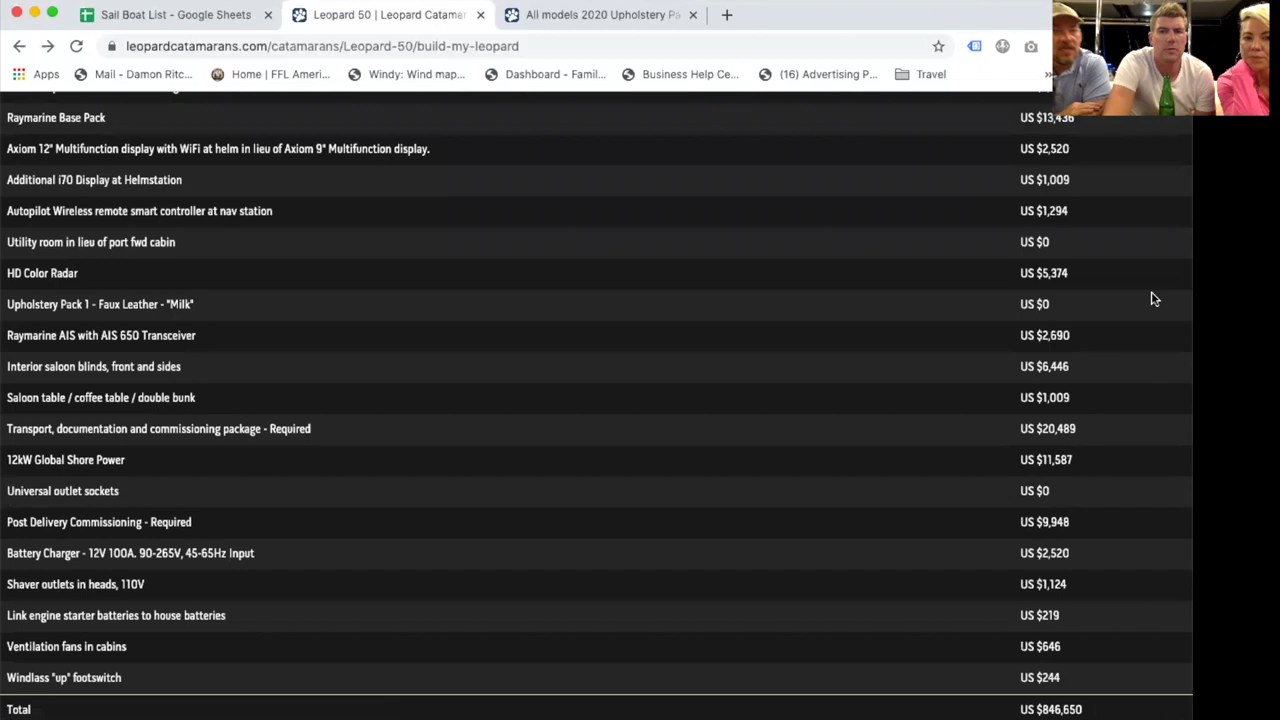 Sail Boat List - Google Sheets
Leopard 50 | Leopard Catamar
All models 2020 Upholstery Pa
leopardcatamarans.com/catamarans/Leopard-50/build-my-leopard
Apps
Mail - Damon Ritc...
Home | FFL Ameri...
Windy: Wind map...
Dashboard - Famil...
Business Help Ce...
(16) Advertising P...
Travel
Raymarine Base Pack US $13,436
Axiom 12" Multifunction display with WiFi at helm in lieu of Axiom 9" Multifunction display. US $2,520
Additional i70 Display at Helmstation US $1,009
Autopilot Wireless remote smart controller at nav station US $1,294
Utility room in lieu of port fwd cabin US $0
HD Color Radar US $5,374
Upholstery Pack 1 - Faux Leather - "Milk" US $0
Raymarine AIS with AIS 650 Transceiver US $2,690
Interior saloon blinds, front and sides US $6,446
Saloon table / coffee table / double bunk US $1,009
Transport, documentation and commissioning package - Required US $20,489
12kW Global Shore Power US $11,587
Universal outlet sockets US $0
Post Delivery Commissioning - Required US $9,948
Battery Charger - 12V 100A. 90-265V, 45-65Hz Input US $2,520
Shaver outlets in heads, 110V US $1,124
Link engine starter batteries to house batteries US $219
Ventilation fans in cabins US $646
Windlass "up" footswitch US $244
Total US $846,650